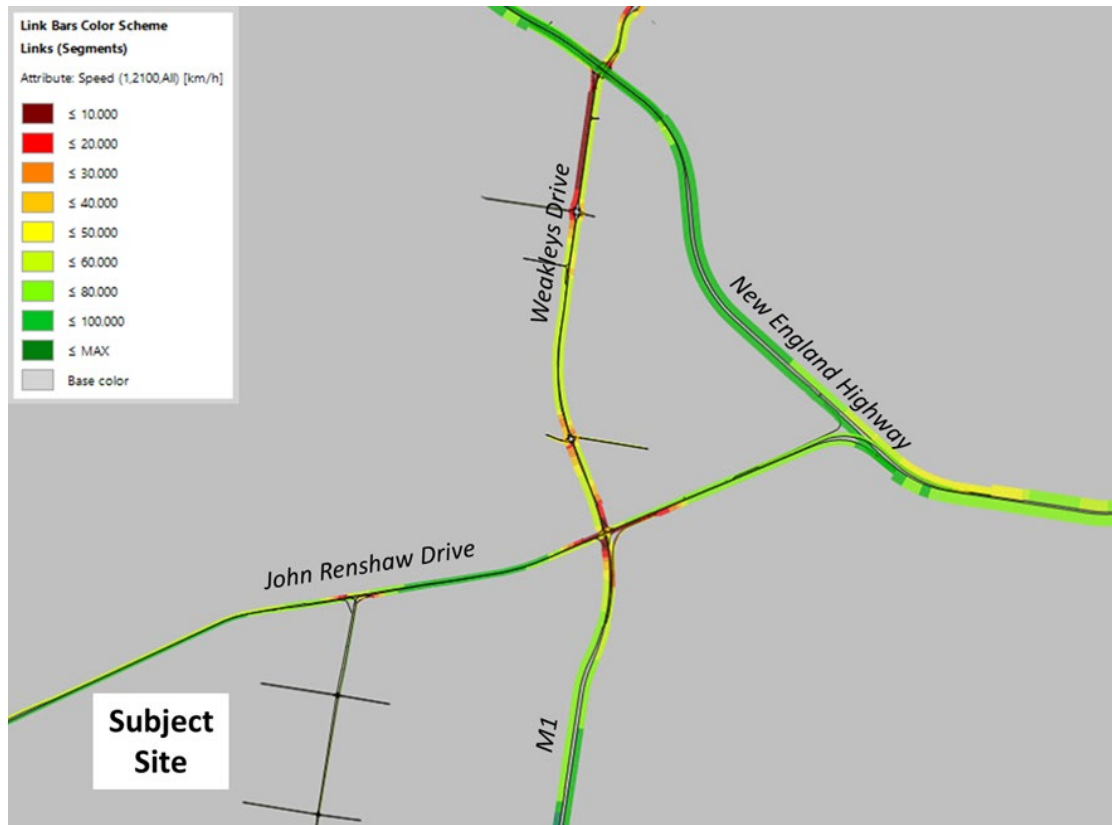 Link Bars Color Scheme
Links (Segments)
Attribute: Speed (1,2100,All) [km/h]
≤ 10.000
≤ 20.000
≤ 30.000
≤ 40.000
≤ 50.000
≤ 60.000
≤ 80.000
≤ 100.000
≤ MAX
Base color
Weakleys Drive
New England Highway
John Renshaw Drive
M1
Subject
Site